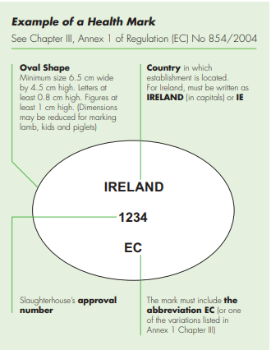 Example of a Health Mark
See Chapter III, Annex 1 of Regulation (EC) No 854/2004
Oval Shape
Minimum size 6.5 cm wide
by 4.5 cm high. Letters at
least 0.8 cm high. Figures at
least 1 cm high. (Dimensions
may be reduced for marking
lamb, kids and piglets)
Country in which
establishment is located.
For Ireland, must be written as
IRELAND (in capitals) or IE
IRELAND
1234
EC
Slaughterhouse's approval
number
The mark must include the
abbreviation EC (or one
of the variations listed in
Annex 1 Chapter III)